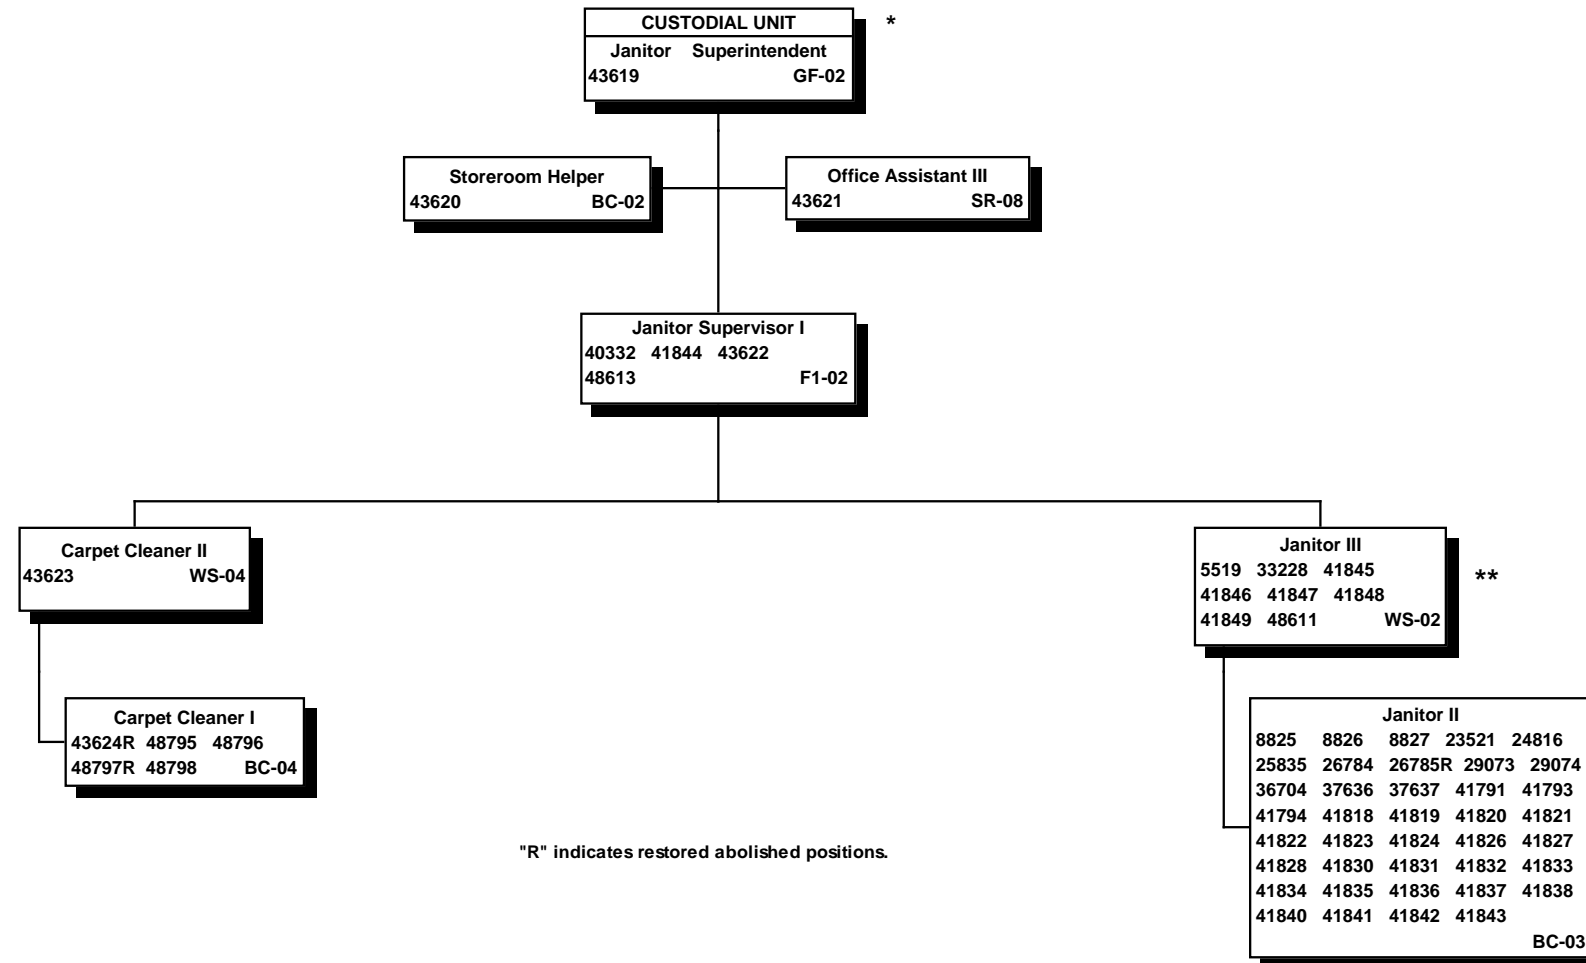 CUSTODIAL UNIT
*
Janitor Superintendent
43619 GF-02
Storeroom Helper
43620 BC-02
Office Assistant III
43621 SR-08
Janitor Supervisor I
40332 41844 43622
48613 F1-02
Carpet Cleaner II
43623 WS-04
Janitor III
5519 33228 41845
41846 41847 41848
41849 48611 WS-02
**
Carpet Cleaner I
43624R 48795 48796
48797R 48798 BC-04
Janitor II
8825 8826 8827 23521 24816
25835 26784 26785R 29073 29074
36704 37636 37637 41791 41793
41794 41818 41819 41820 41821
41822 41823 41824 41826 41827
41828 41830 41831 41832 41833
41834 41835 41836 41837 41838
41840 41841 41842 41843
BC-03
"R" indicates restored abolished positions.